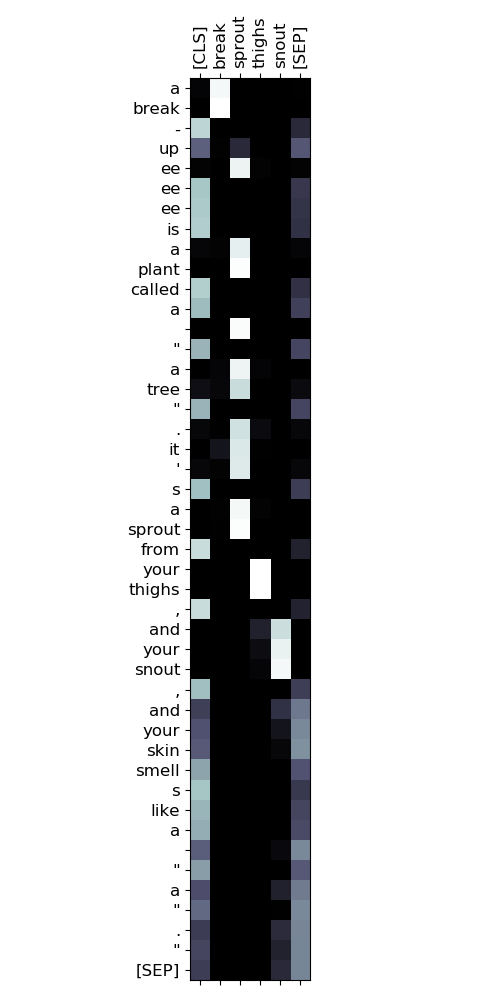 [CLS] break sprout thighs snout [SEP]
a
break
-
up
ee
ee
ee
is
a
plant
called
a
"
a
tree
"
.
it
'
s
a
sprout
from
your
thighs
,
and
your
snout
,
and
your
skin
smell
s
like
a
"
a
"
.
"
[SEP]